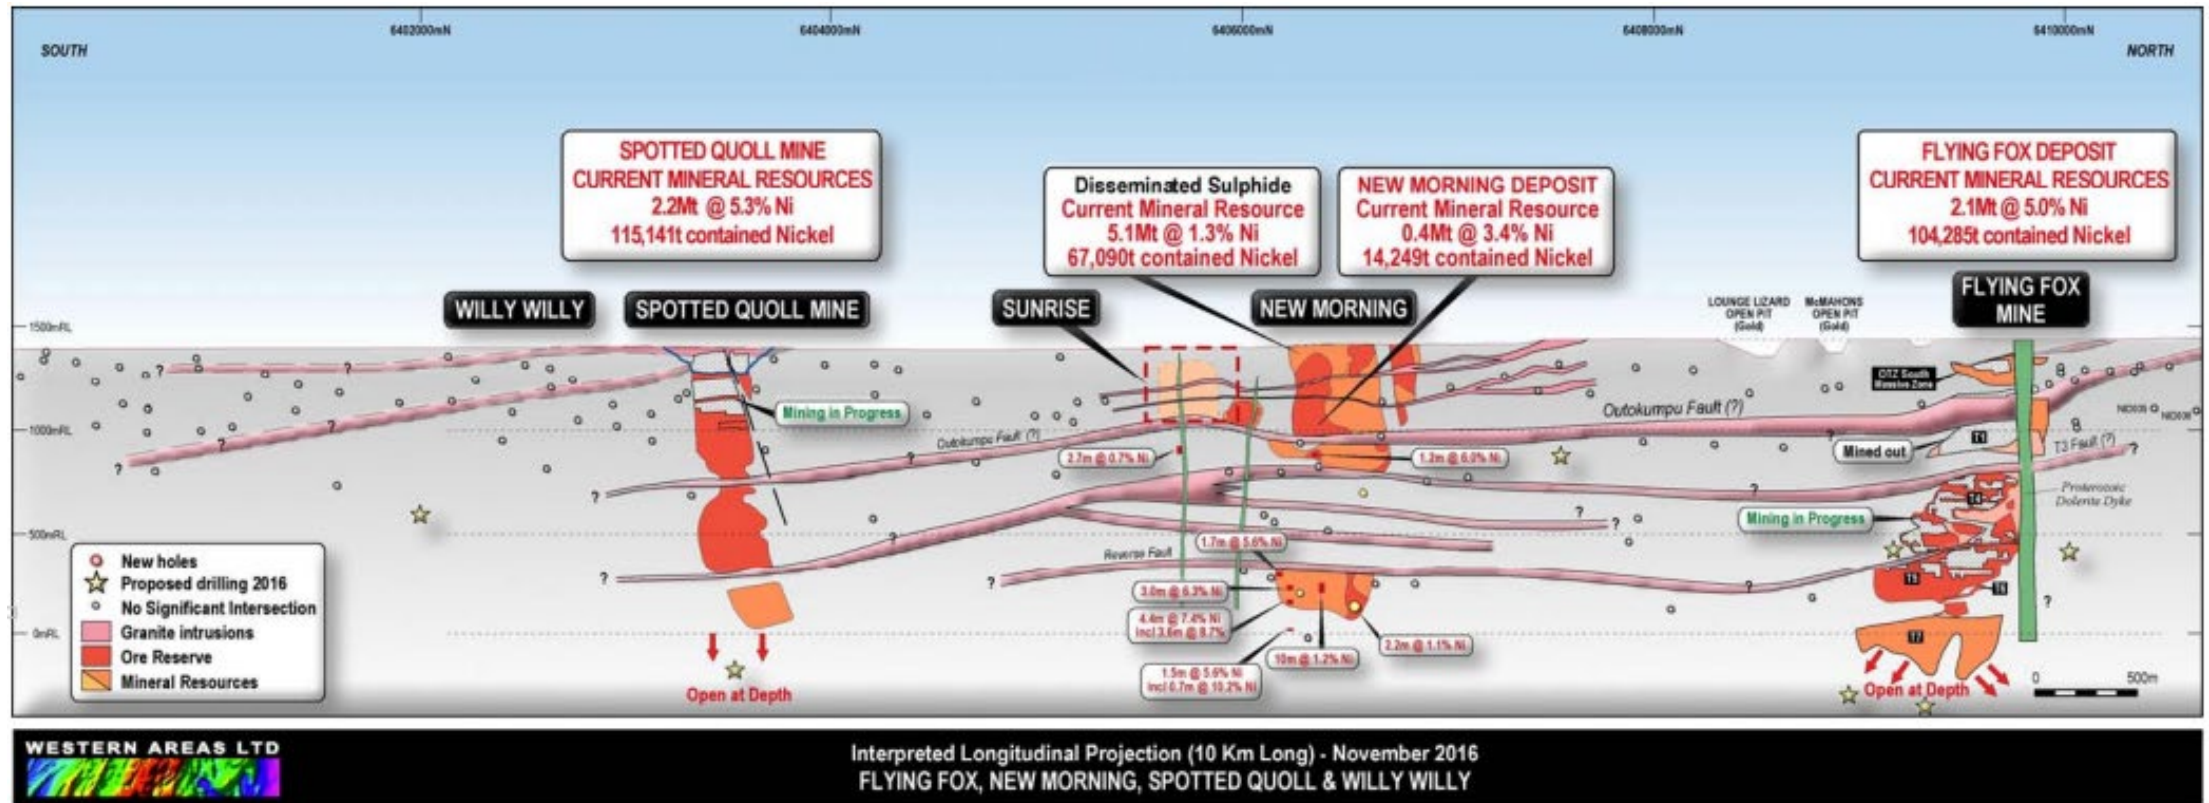 6402000mN
6404000mN
6406000mN
6408000mN
6410000mN
SOUTH
NORTH
SPOTTED QUOLL MINE
CURRENT MINERAL RESOURCES
2.2Mt @ 5.3% Ni
115,141t contained Nickel
Disseminated Sulphide
Current Mineral Resource
5.1Mt @ 1.3% Ni
67,090t contained Nickel
NEW MORNING DEPOSIT
Current Mineral Resource
0.4Mt @ 3.4% Ni
14,249t contained Nickel
FLYING FOX DEPOSIT
CURRENT MINERAL RESOURCES
2.1Mt @ 5.0% Ni
104,285t contained Nickel
WILLY WILLY
SPOTTED QUOLL MINE
SUNRISE
NEW MORNING
LOUNGE LIZARD
OPEN PIT
(Gold)
McMAHONS
OPEN PIT
(Gold)
FLYING FOX
MINE
1500mRL
1000mRL
500mRL
0mRL
?
?
?
?
?
Mining in Progress
Outokumpu Fault (?)
?
?
2.7m @ 0.7% Ni
1.2m @ 6.0% Ni
Outokumpu Fault (?)
?
OTZ South
Massive Zone
Mined out
T1
T3 Fault (?)
?
Proterozoic
Dolerite Dyke
Mining in Progress
T4
T5
T6
T7
?
?
?
?
?
?
?
?
Reverse Fault
1.7m @ 5.6% Ni
3.0m @ 6.3% Ni
4.4m @ 7.4% Ni
incl 3.6m @ 8.7%
1.5m @ 5.6% Ni
incl 0.7m @ 10.2% Ni
10m @ 1.2% Ni
2.2m @ 1.1% Ni
New holes
Proposed drilling 2016
No Significant Intersection
Granite intrusions
Ore Reserve
Mineral Resources
Open at Depth
Open at Depth
0
500m
WESTERN AREAS LTD
Interpreted Longitudinal Projection (10 Km Long) - November 2016
FLYING FOX, NEW MORNING, SPOTTED QUOLL & WILLY WILLY